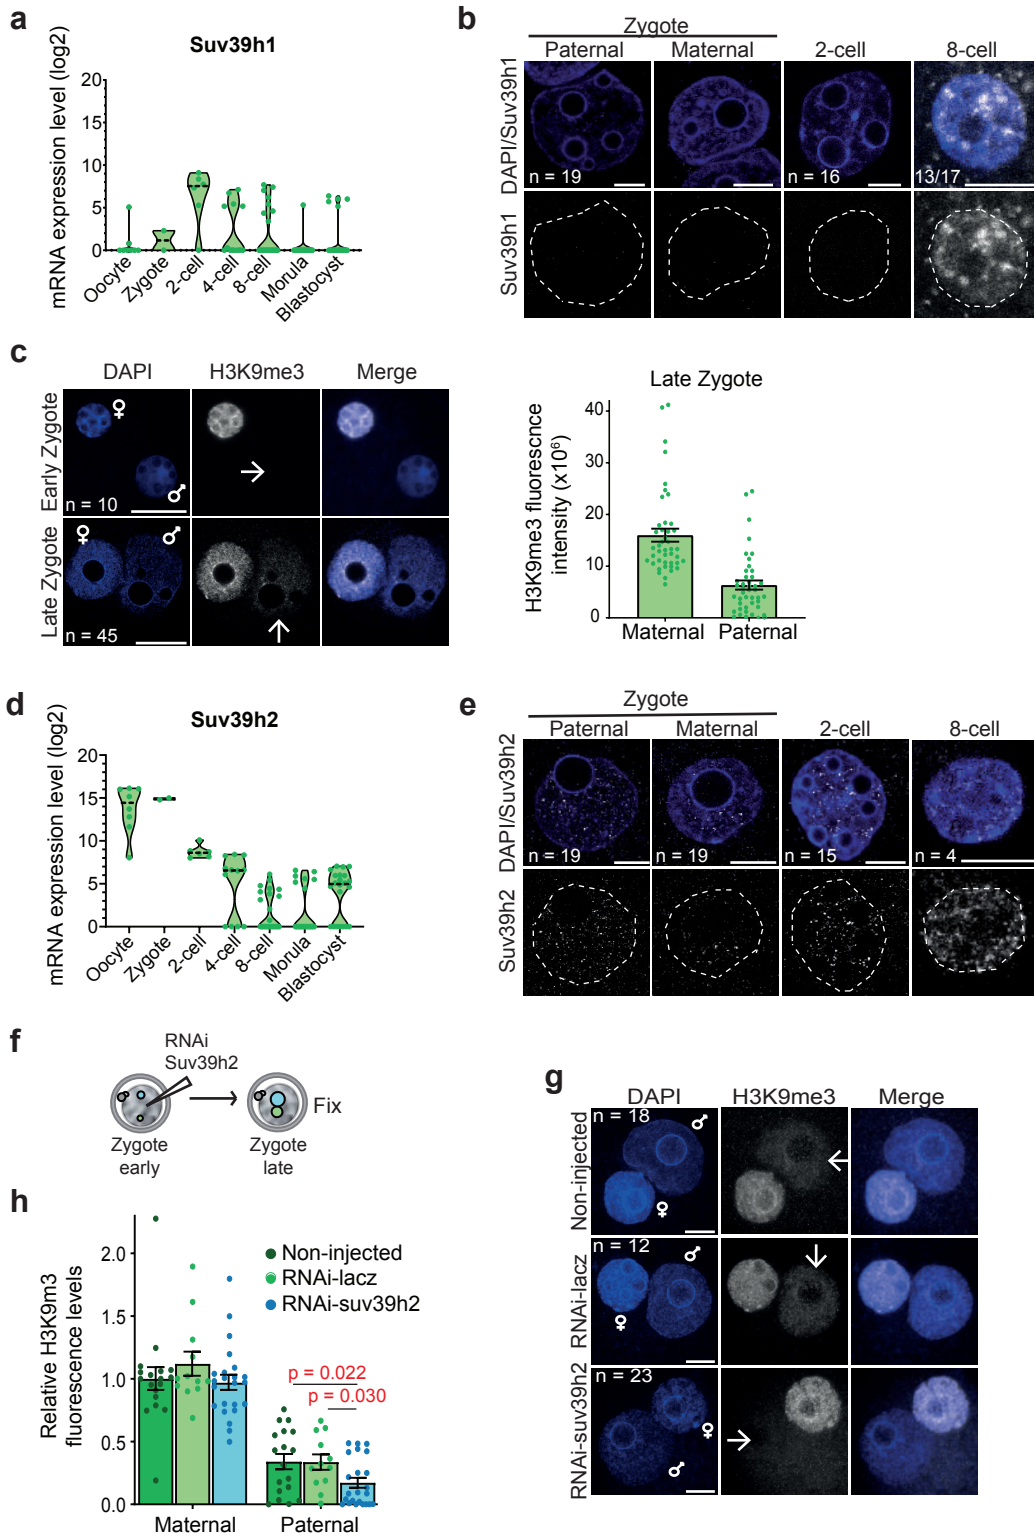 a
Suv39h1
mRNA expression level (log2)
20
15
10
5
0
Oocyte
Zygote
2-cell
4-cell
8-cell
Morula
Blastocyst
b
Zygote
Paternal
Maternal
2-cell
8-cell
DAPI/Suv39h1
n = 19
n = 16
13/17
Suv39h1
c
DAPI
H3K9me3
Merge
Early Zygote
♀
♂
n = 10
Late Zygote
♀
♂
n = 45
Late Zygote
H3K9me3 fluorescnce
intensity (x10⁶)
40
30
20
10
0
Maternal
Paternal
d
Suv39h2
mRNA expression level (log2)
20
15
10
5
0
Oocyte
Zygote
2-cell
4-cell
8-cell
Morula
Blastcyst
e
Zygote
Paternal
Maternal
2-cell
8-cell
DAPI/Suv39h2
n = 19
n = 19
n = 15
n = 4
Suv39h2
f
RNAi
Suv39h2
Fix
Zygote
early
Zygote
late
g
DAPI
H3K9me3
Merge
Non-injected
n = 18
♂
♀
RNAi-lacz
n = 12
♂
♀
RNAi-suv39h2
n = 23
♀
♂
h
Relative H3K9m3
fluorescence levels
2.0
1.5
1.0
0.5
0.0
Non-injected
RNAi-lacz
RNAi-suv39h2
p = 0.022
p = 0.030
Maternal
Paternal